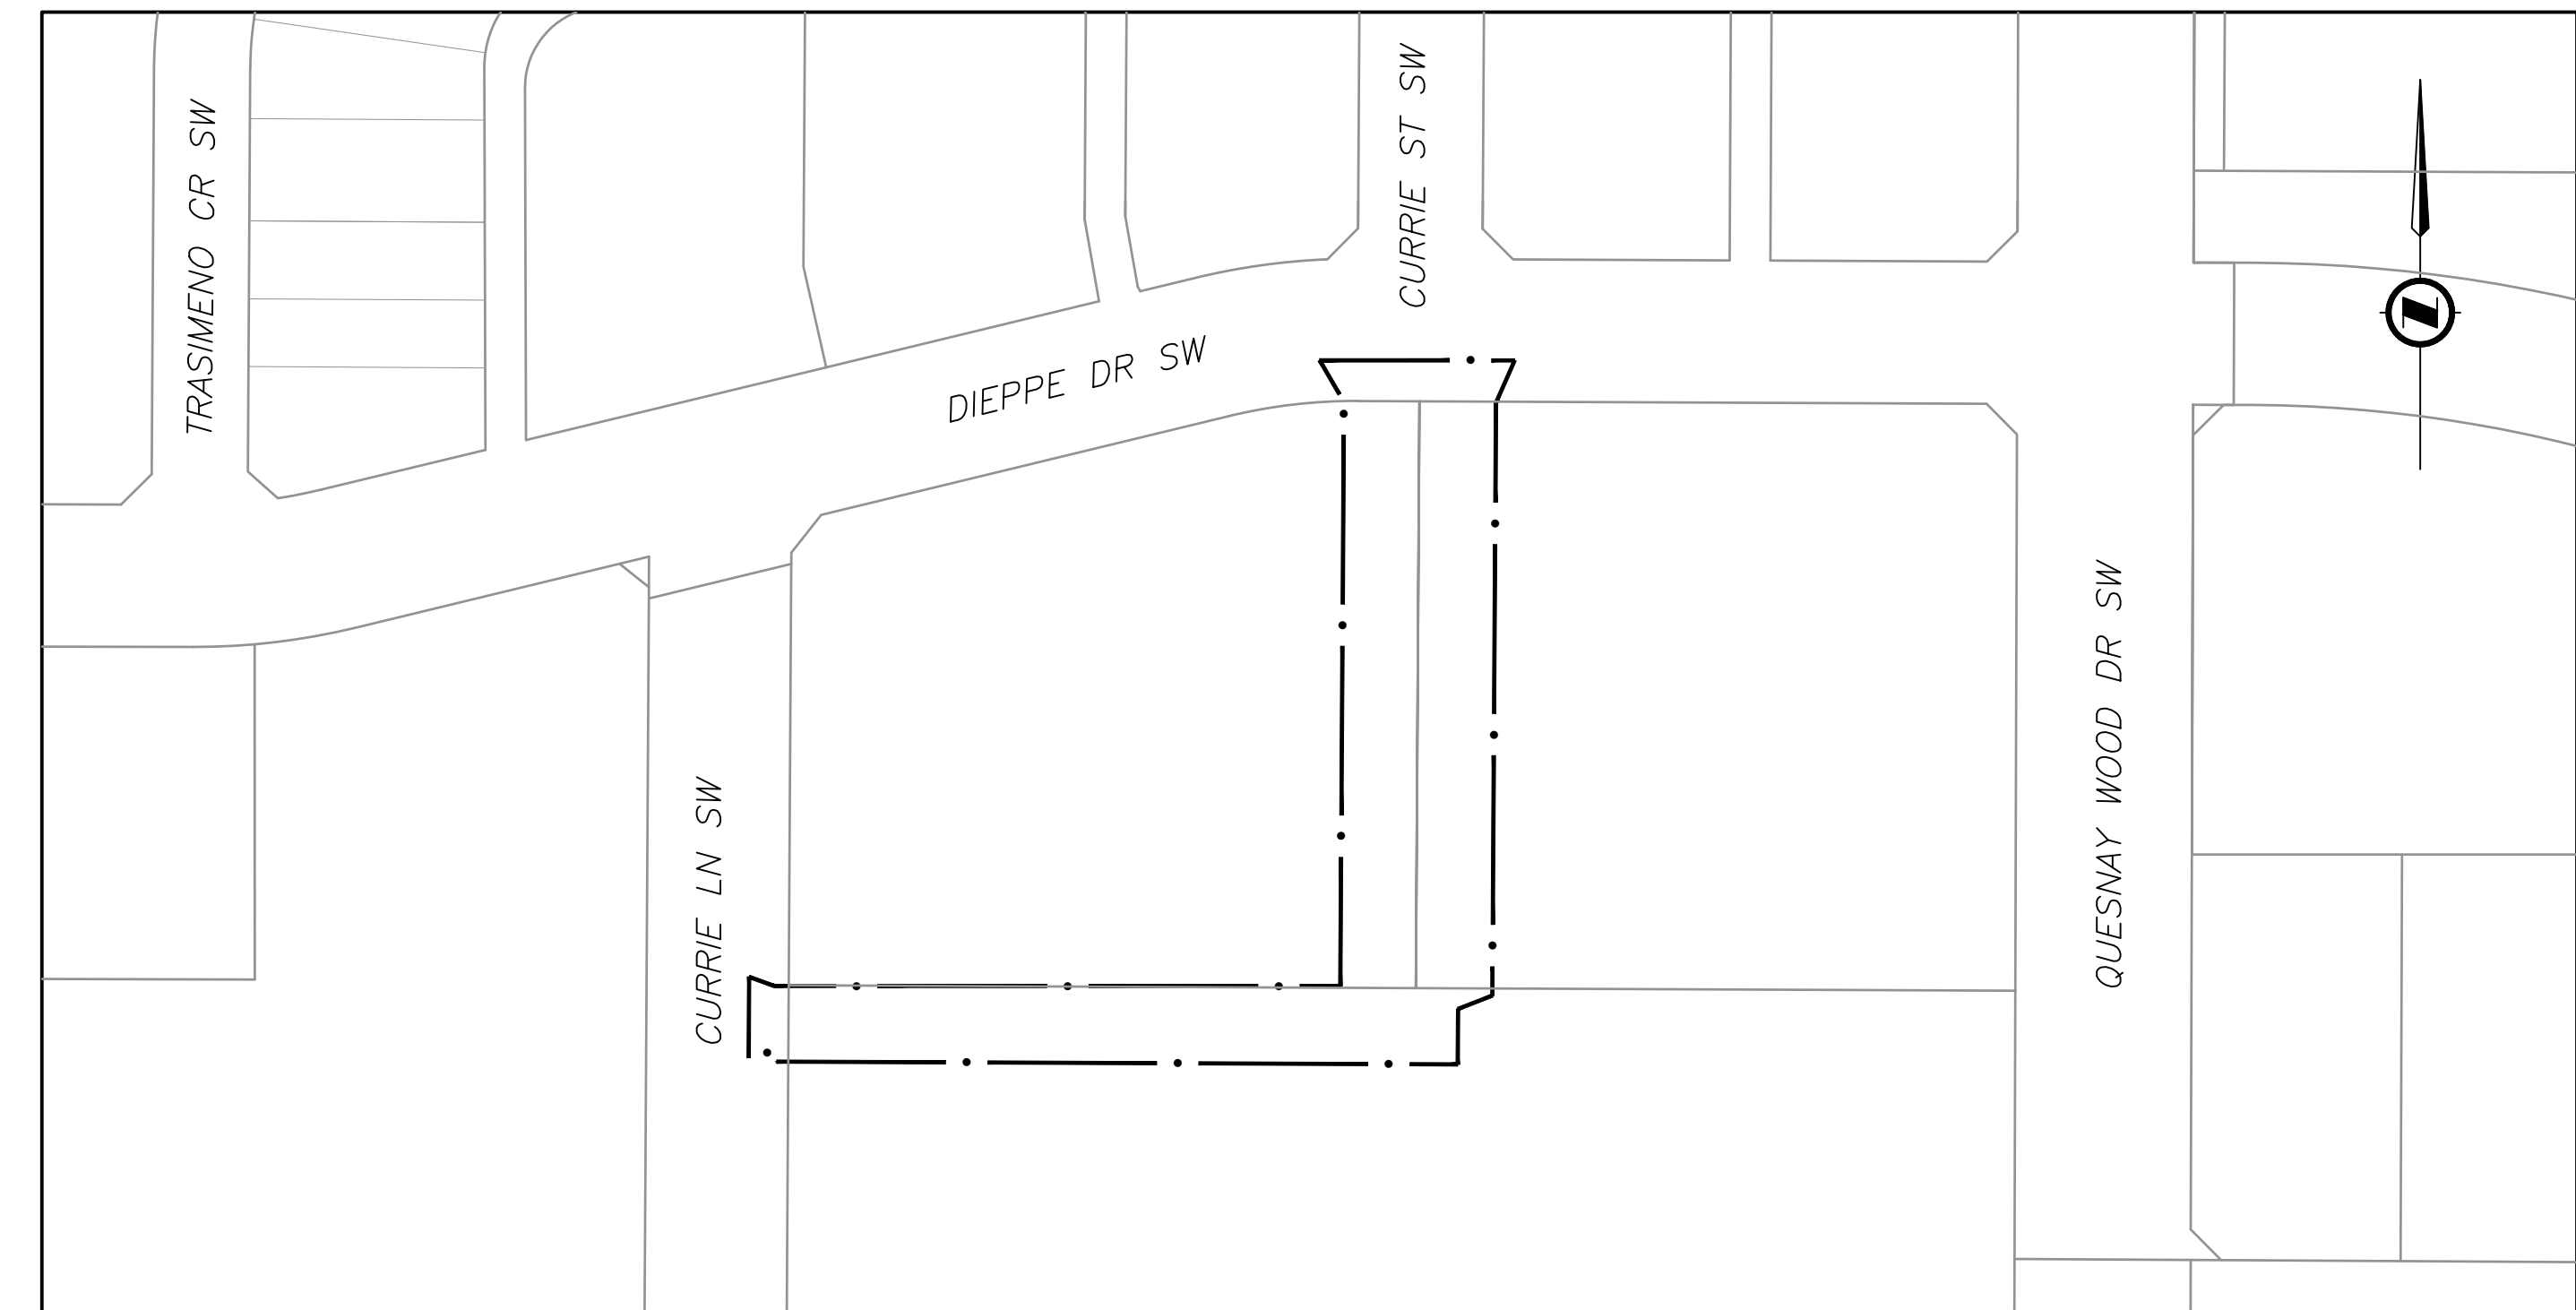 TRASIMENO CR SW
CURRIE ST SW
DIEPPE DR SW
CURRIE LN SW
QUESNAY WOOD DR SW
N